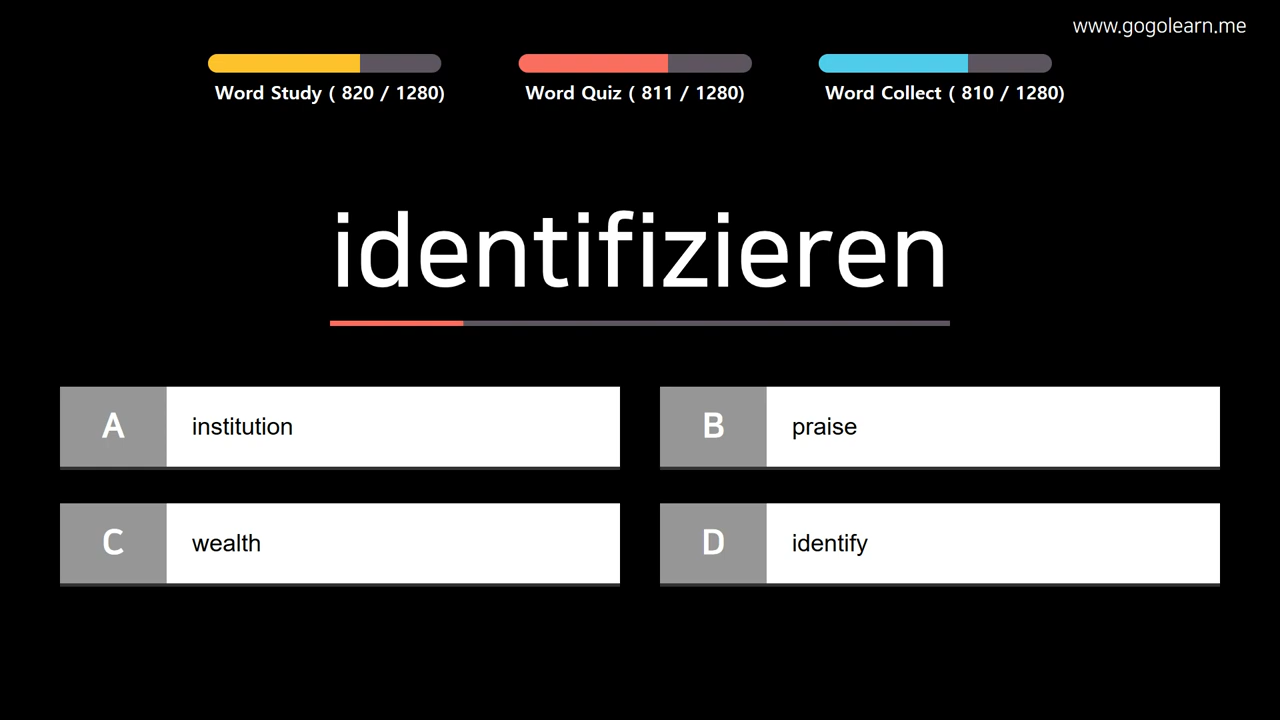 www.gogolearn.me
Word Study ( 820 / 1280)
Word Quiz ( 811 / 1280)
Word Collect ( 810 / 1280)
identifizieren
A institution
B praise
C wealth
D identify